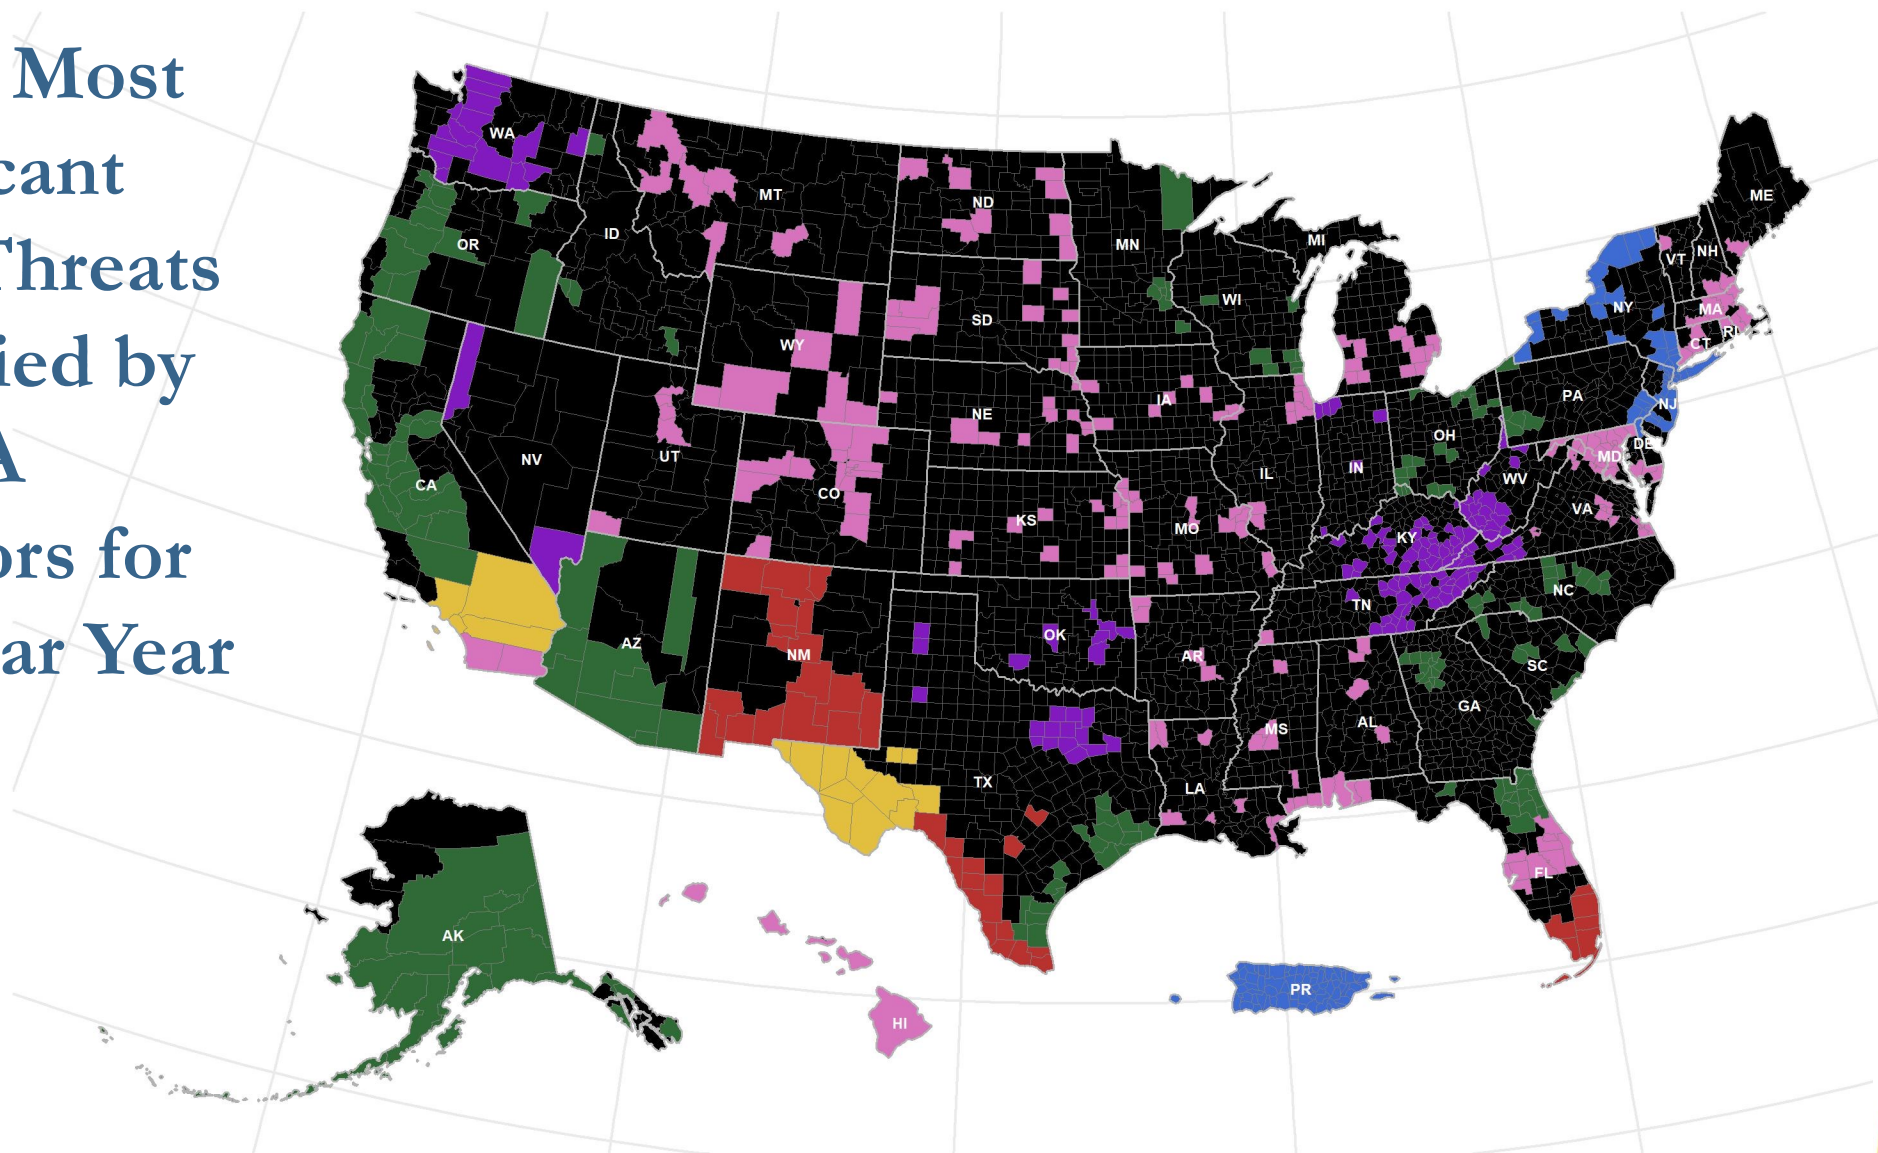 Most
cant
Threats
ied by
A
ors for
ar Year
WA
MT
ND
MN
MI
ME
OR
ID
SD
WI
VT
NH
NY
MA
RI
CT
WY
NE
IA
PA
NJ
NV
UT
CO
IL
IN
OH
WV
MD
DE
CA
KS
MO
KY
VA
AZ
NM
OK
AR
TN
NC
SC
TX
LA
MS
AL
GA
FL
AK
HI
PR